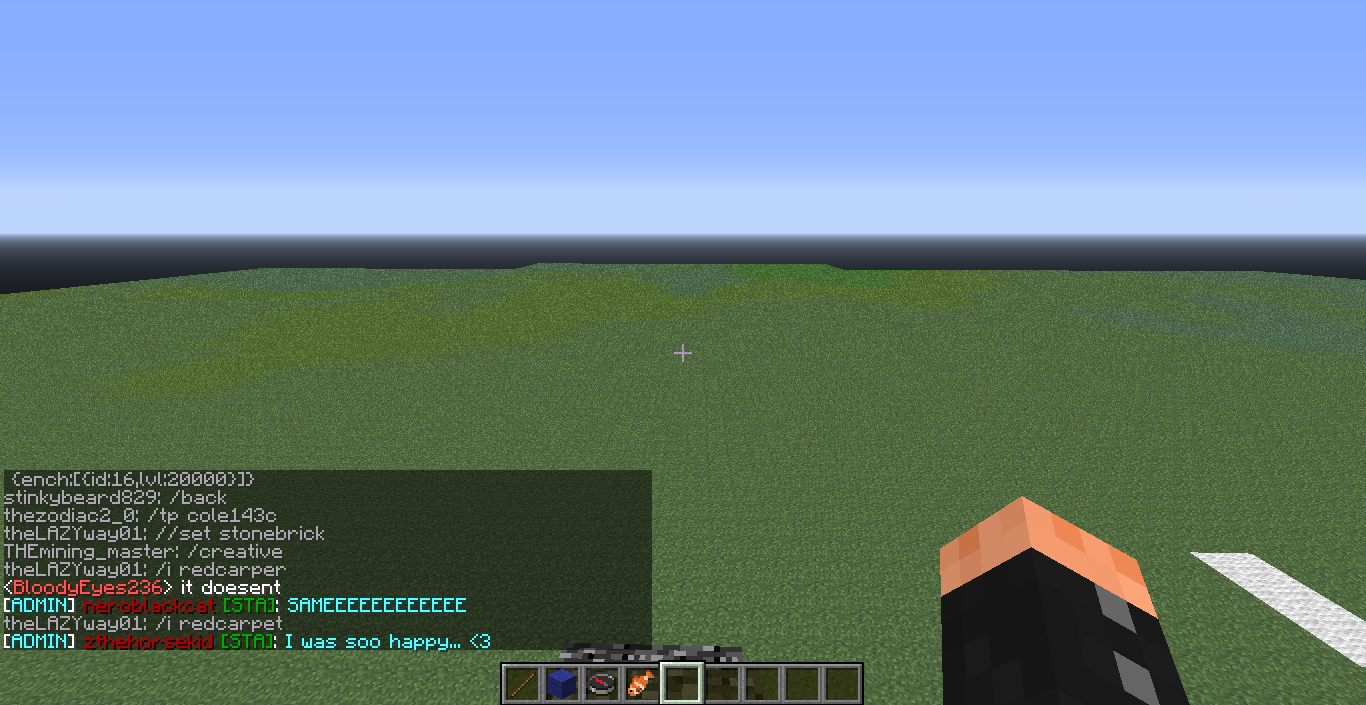 {ench:[{id:16,lvl:20000}]}
stinkybeard829: /back
thezodiac2_0: /tp cole143c
theLAZYway01: //set stonebrick
THEmining_master: /creative
theLAZYway01: /i redcarper
<BloodyEyes236> it doesent
[ADMIN] neroblackcat [STA]: SAMEEEEEEEEEEEE
theLAZYway01: /i redcarpet
[ADMIN] zthehorsekid [STA]: I was soo happy... <3